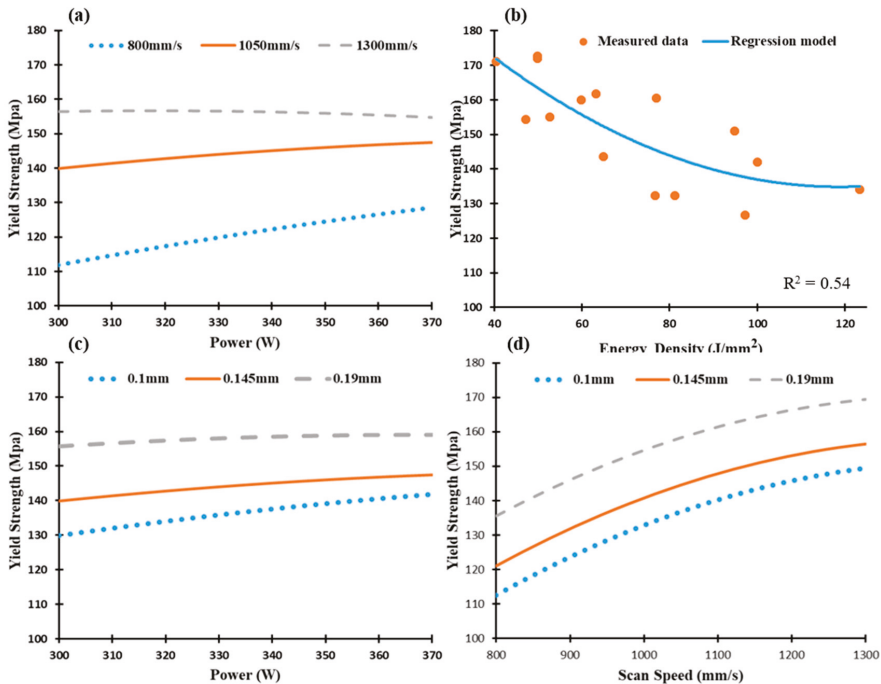 (a)
800mm/s 1050mm/s 1300mm/s
180
170
160
150
140
130
120
110
100
Yield Strength (Mpa)
300 310 320 330 340 350 360 370
Power (W)
(b)
Measured data Regression model
180
170
160
150
140
130
120
110
100
Yield Strength (Mpa)
R² = 0.54
40 60 80 100 120
Energy Density (J/mm²)
(c)
0.1mm 0.145mm 0.19mm
180
170
160
150
140
130
120
110
100
Yield Strength (Mpa)
300 310 320 330 340 350 360 370
Power (W)
(d)
0.1mm 0.145mm 0.19mm
180
170
160
150
140
130
120
110
100
Yield Strength (Mpa)
800 900 1000 1100 1200 1300
Scan Speed (mm/s)